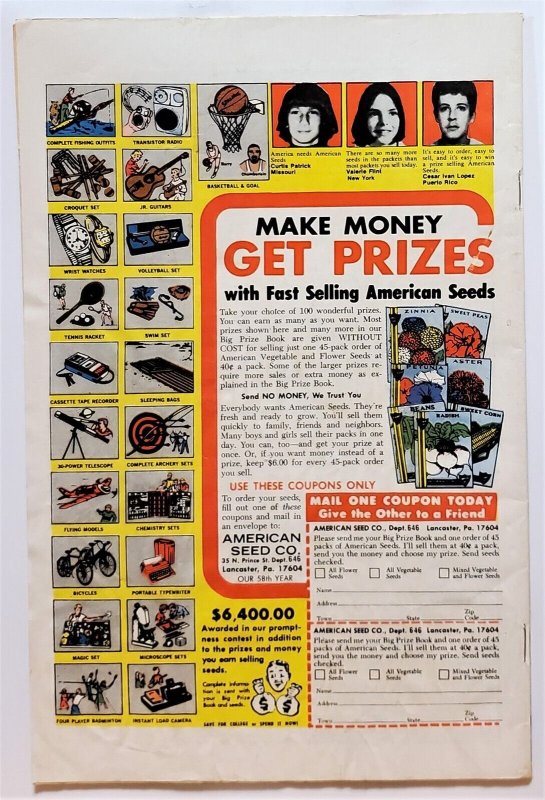 COMPLETE FISHING OUTFITS
TRANSISTOR RADIO
CROQUET SET
JR. GUITARS
WRIST WATCHES
VOLLEYBALL SET
TENNIS RACKET
SWIM SET
CASSETTE TAPE RECORDER
SLEEPING BAGS
30-POWER TELESCOPE
COMPLETE ARCHERY SETS
FLYING MODELS
CHEMISTRY SETS
BICYCLES
PORTABLE TYPEWRITER
MAGIC SET
MICROSCOPE SETS
FOUR PLAYER BADMINTON
INSTANT LOAD CAMERA
Barry
Chamberlain
BASKETBALL & GOAL
America needs American
Seeds
Curtis Patrick
Missouri
There are so many more
seeds in the packets than
most packets you sell today.
Valerie Flint
New York
It's easy to order, easy to
sell, and it's easy to win
a prize selling American
Seeds.
Cesar Ivan Lopez
Puerto Rico
MAKE MONEY
GET PRIZES
with Fast Selling American Seeds
Take your choice of 100 wonderful prizes.
You can earn as many as you want. Most
prizes shown here and many more in our
Big Prize Book are given WITHOUT
COST for selling just one 45-pack order of
American Vegetable and Flower Seeds at
40¢ a pack. Some of the larger prizes re-
quire more sales or extra money as ex-
plained in the Big Prize Book.
Send NO MONEY, We Trust You
Everybody wants American Seeds. They're
fresh and ready to grow. You'll sell them
quickly to family, friends and neighbors.
Many boys and girls sell their packs in one
day. You can, too—and get your prize at
once. Or, if you want money instead of a
prize, keep $6.00 for every 45-pack order
you sell.
ZINNIA
SWEET PEAS
PETUNIA
ASTER
BEANS
RADISH
SWEET CORN
USE THESE COUPONS ONLY
To order your seeds,
fill out one of these
coupons and mail in
an envelope to:
AMERICAN
SEED CO.
35 N. Prince St. Dept. 646
Lancaster, Pa. 17604
OUR 58th YEAR
$6,400.00
Awarded in our prompt-
ness contest in addition
to the prizes and money
you earn selling
seeds.
Complete informa-
tion is sent with
your Big Prize
Book and seeds.
SAVE FOR COLLEGE or SPEND IT NOW!
MAIL ONE COUPON TODAY
Give the Other to a Friend
AMERICAN SEED CO., Dept. 646 Lancaster, Pa. 17604
Please send me your Big Prize Book and one order of 45
packs of American Seeds. I'll sell them at 40¢ a pack,
send you the money and choose my prize. Send seeds
checked.
All Flower Seeds
All Vegetable Seeds
Mixed Vegetable and Flower Seeds
Name
Address
Town State Zip Code
AMERICAN SEED CO., Dept. 646 Lancaster, Pa. 17604
Please send me your Big Prize Book and one order of 45
packs of American Seeds. I'll sell them at 40¢ a pack,
send you the money and choose my prize. Send seeds
checked.
All Flower Seeds
All Vegetable Seeds
Mixed Vegetable and Flower Seeds
Name
Address
Town State Zip Code